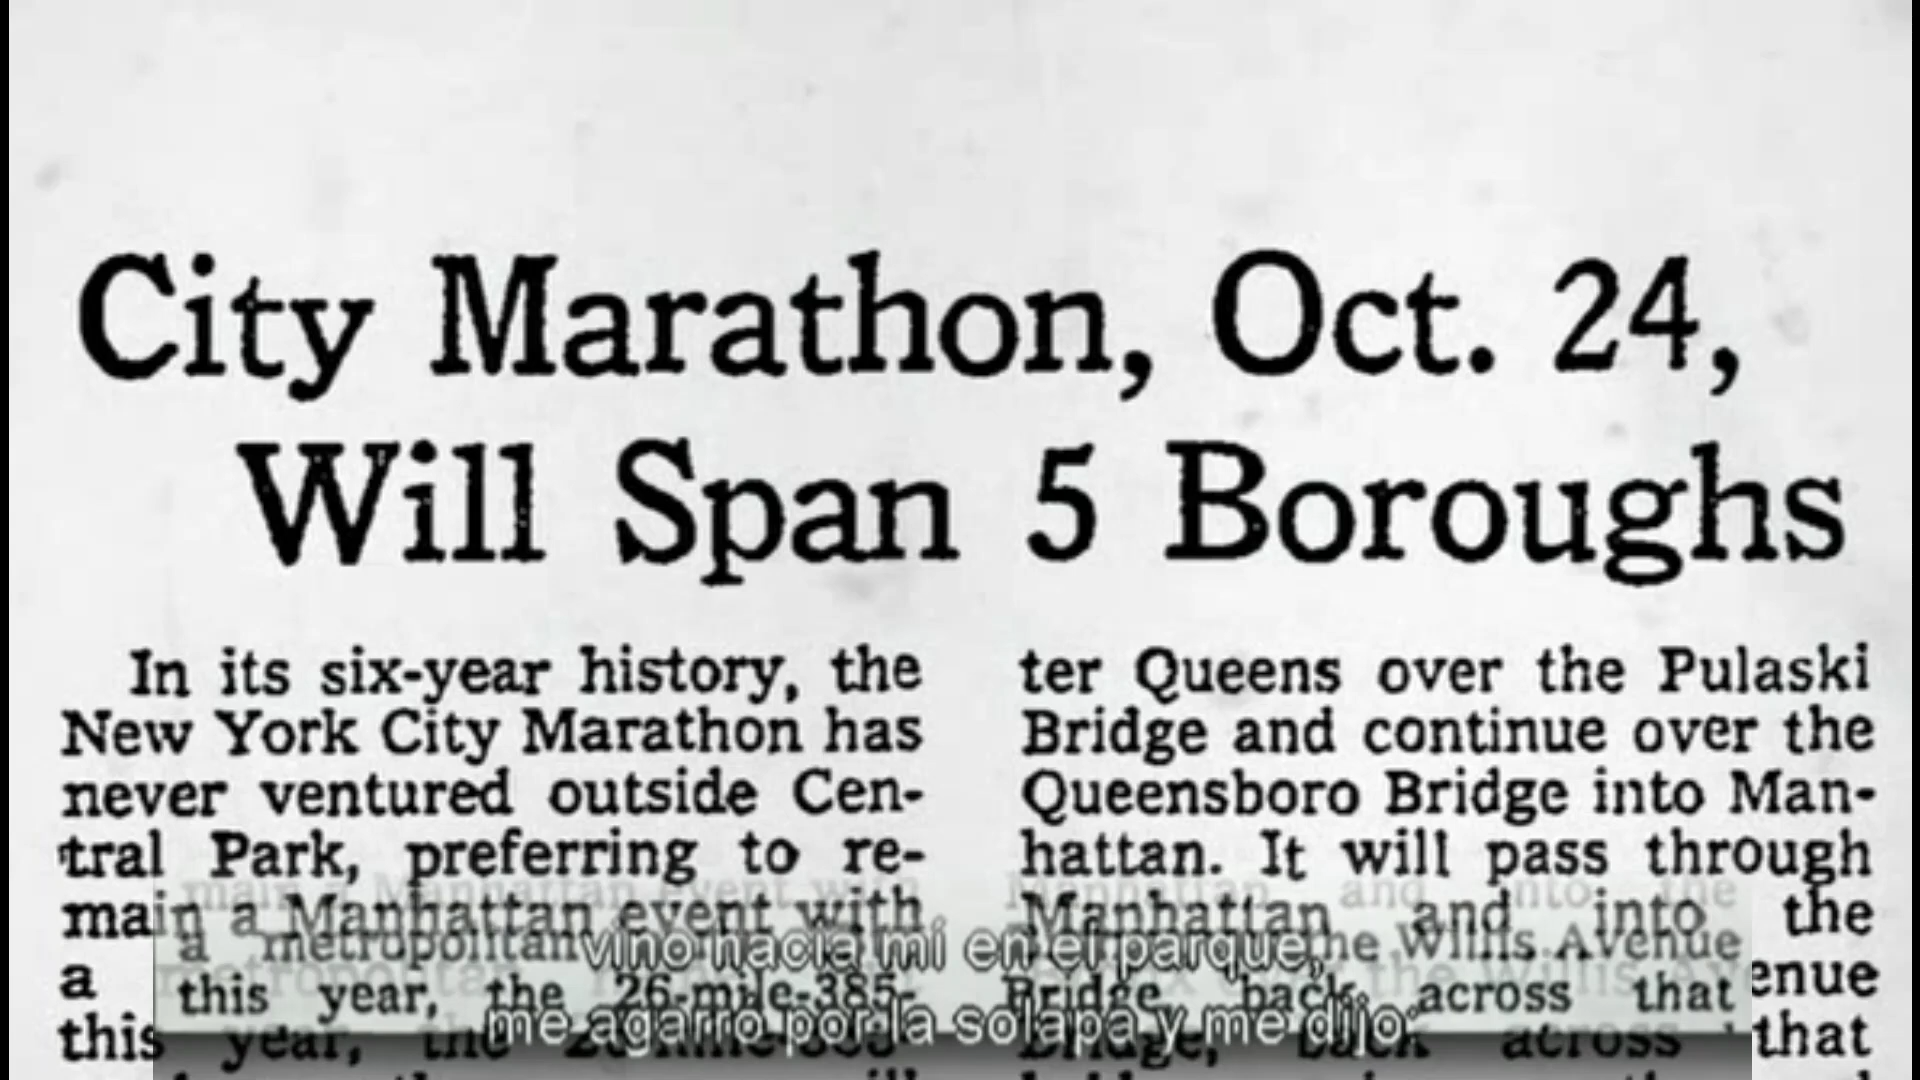 City Marathon, Oct. 24,
Will Span 5 Boroughs
In its six-year history, the
New York City Marathon has
never ventured outside Cen-
tral Park, preferring to re-
main a Manhattan event with
a metropolitan
this year, the 26-mile-385-
ter Queens over the Pulaski
Bridge and continue over the
Queensboro Bridge into Man-
hattan. It will pass through
Manhattan and into the
the Willis Avenue
Bridge, back across that
vino hacia mí en el parque,
me agarró por la solapa y me dijo: